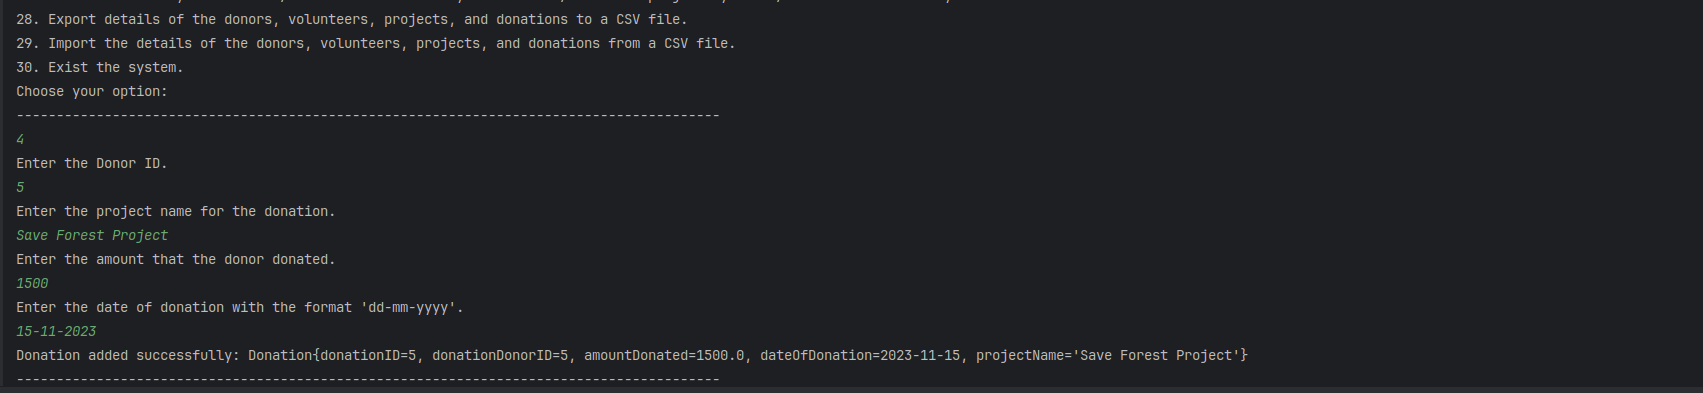 28. Export details of the donors, volunteers, projects, and donations to a CSV file.
29. Import the details of the donors, volunteers, projects, and donations from a CSV file.
30. Exist the system.
Choose your option:
----------------------------------------------------------------------------------------
4
Enter the Donor ID.
5
Enter the project name for the donation.
Save Forest Project
Enter the amount that the donor donated.
1500
Enter the date of donation with the format 'dd-mm-yyyy'.
15-11-2023
Donation added successfully: Donation{donationID=5, donationDonorID=5, amountDonated=1500.0, dateOfDonation=2023-11-15, projectName='Save Forest Project'}
----------------------------------------------------------------------------------------